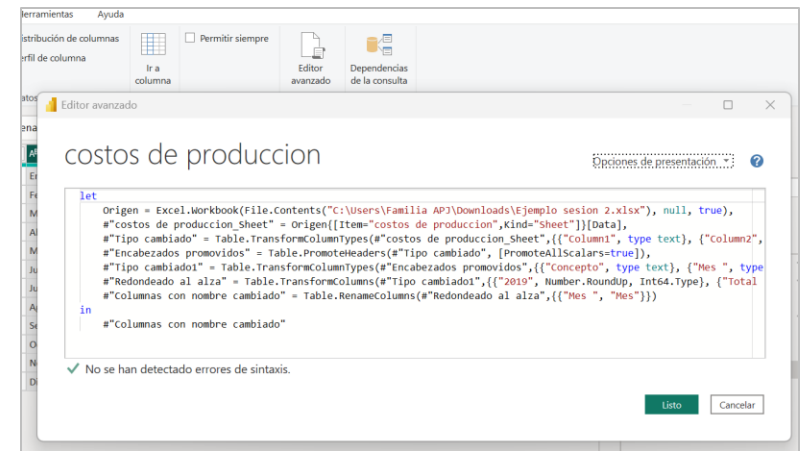 Herramientas Ayuda
istribución de columnas
erfil de columna
Permitir siempre
Ir a
columna
Editor
avanzado
Dependencias
de la consulta
atos
Editor avanzado
costos de produccion
Opciones de presentación
let
Origen = Excel.Workbook(File.Contents("C:\Users\Familia APJ\Downloads\Ejemplo sesion 2.xlsx"), null, true),
#"costos de produccion_Sheet" = Origen{[Item="costos de produccion",Kind="Sheet"]}[Data],
#"Tipo cambiado" = Table.TransformColumnTypes(#"costos de produccion_Sheet",{{"Column1", type text}, {"Column2",
#"Encabezados promovidos" = Table.PromoteHeaders(#"Tipo cambiado", [PromoteAllScalars=true]),
#"Tipo cambiado1" = Table.TransformColumnTypes(#"Encabezados promovidos",{{"Concepto", type text}, {"Mes ", type
#"Redondeado al alza" = Table.TransformColumns(#"Tipo cambiado1",{{"2019", Number.RoundUp, Int64.Type}, {"Total
#"Columnas con nombre cambiado" = Table.RenameColumns(#"Redondeado al alza",{{"Mes ", "Mes"}})
in
#"Columnas con nombre cambiado"
No se han detectado errores de sintaxis.
Listo
Cancelar